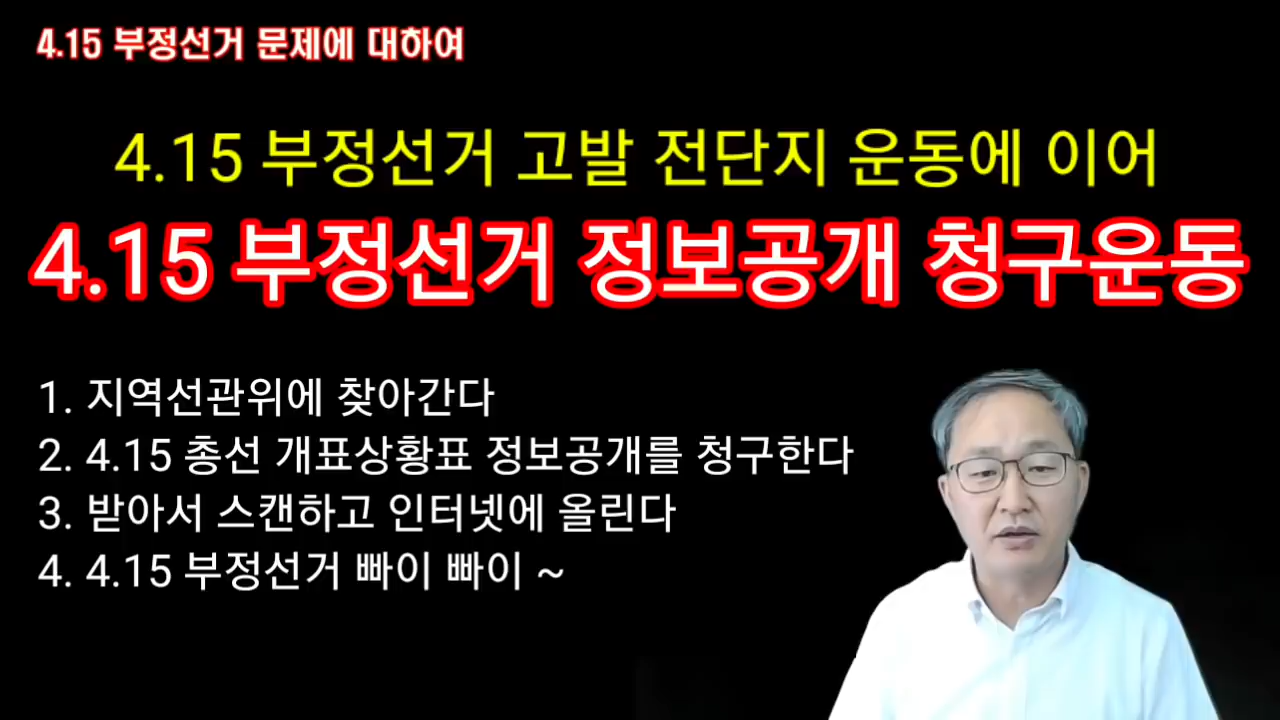 4.15 부정선거 문제에 대하여
4.15 부정선거 고발 전단지 운동에 이어
4.15 부정선거 정보공개 청구운동
1. 지역선관위에 찾아간다
2. 4.15 총선 개표상황표 정보공개를 청구한다
3. 받아서 스캔하고 인터넷에 올린다
4. 4.15 부정선거 빠이 빠이 ~